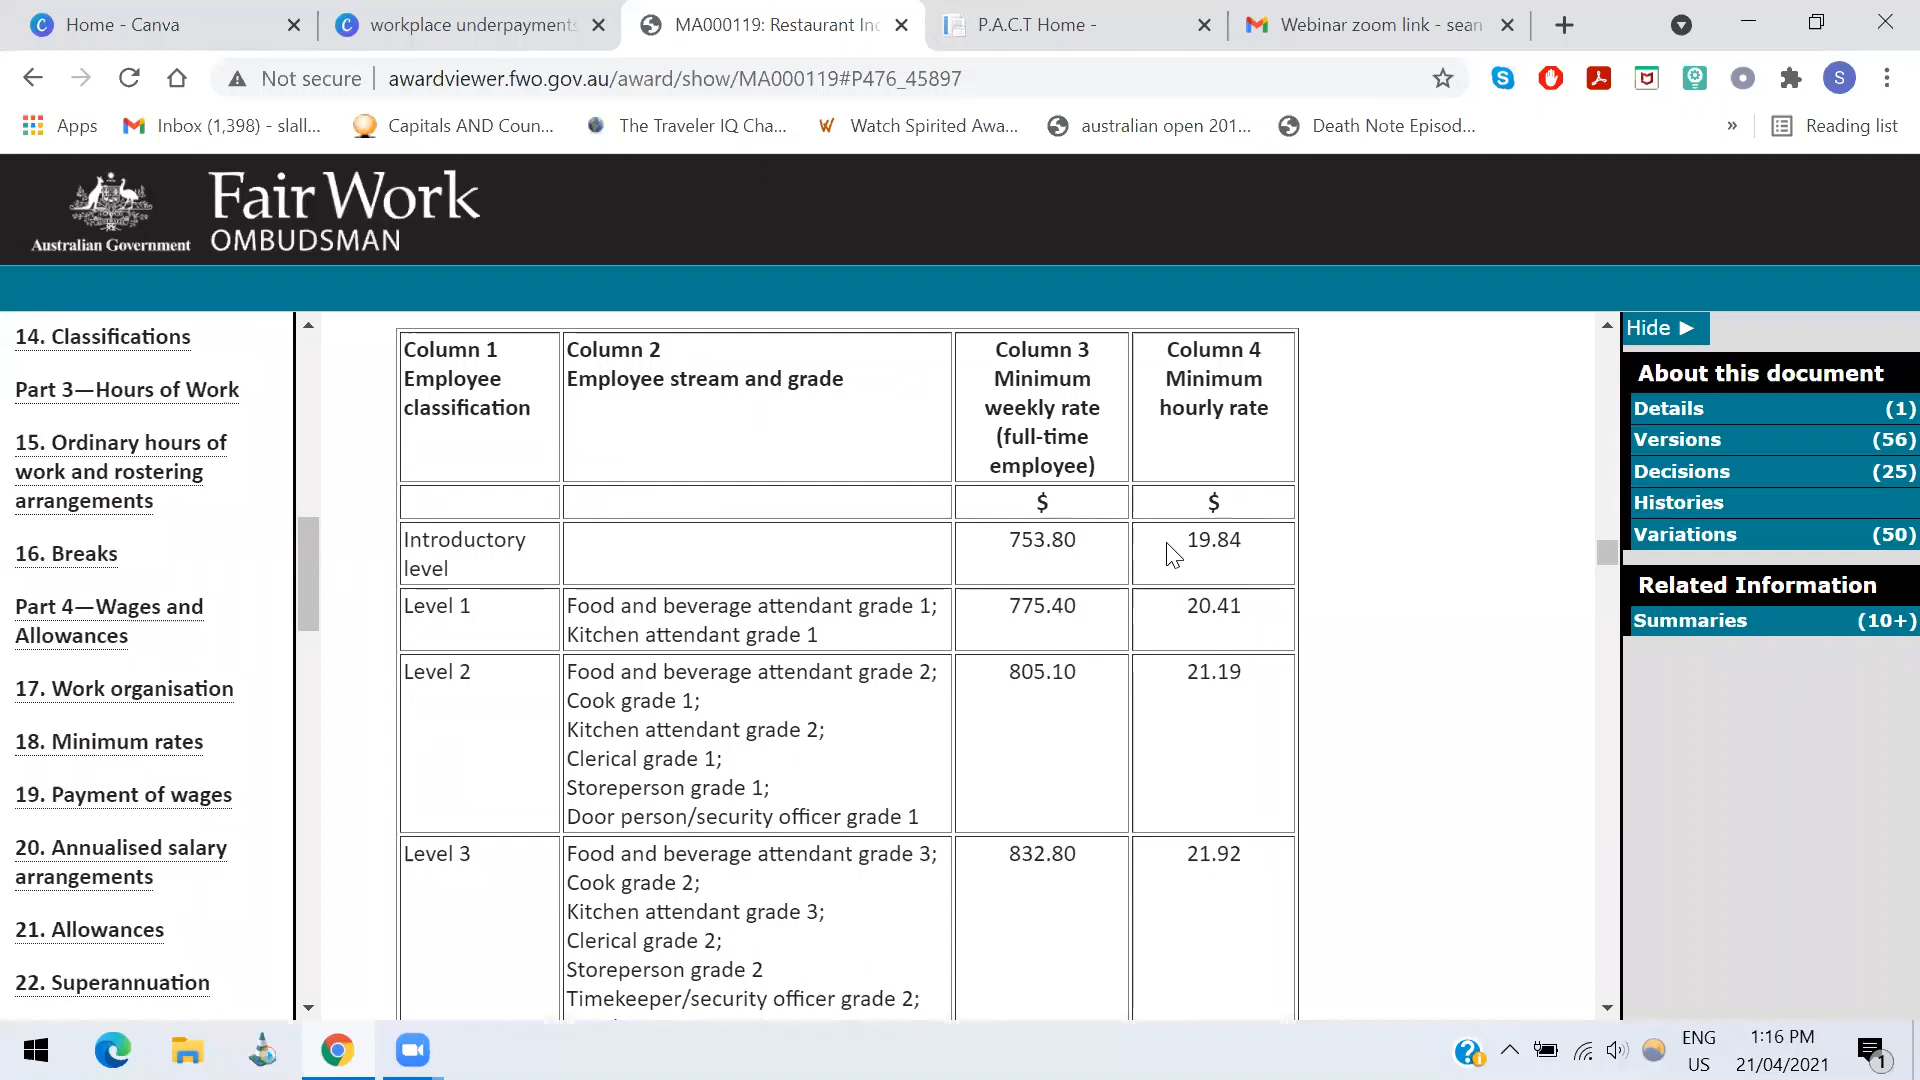 Home - Canva
workplace underpayments
MA000119: Restaurant Inc
P.A.C.T Home -
Webinar zoom link - sean
Not secure
awardviewer.fwo.gov.au/award/show/MA000119#P476_45897
S
Apps
Inbox (1,398) - slall...
Capitals AND Coun...
The Traveler IQ Cha...
Watch Spirited Awa...
australian open 201...
Death Note Episod...
»
Reading list
Australian Government
Fair Work
OMBUDSMAN
14. Classifications
Part 3—Hours of Work
15. Ordinary hours of
work and rostering
arrangements
16. Breaks
Part 4—Wages and
Allowances
17. Work organisation
18. Minimum rates
19. Payment of wages
20. Annualised salary
arrangements
21. Allowances
22. Superannuation
Column 1
Employee
classification
Column 2
Employee stream and grade
Column 3
Minimum
weekly rate
(full-time
employee)
Column 4
Minimum
hourly rate
$
$
Introductory
level
753.80
19.84
Level 1
Food and beverage attendant grade 1;
Kitchen attendant grade 1
775.40
20.41
Level 2
Food and beverage attendant grade 2;
Cook grade 1;
Kitchen attendant grade 2;
Clerical grade 1;
Storeperson grade 1;
Door person/security officer grade 1
805.10
21.19
Level 3
Food and beverage attendant grade 3;
Cook grade 2;
Kitchen attendant grade 3;
Clerical grade 2;
Storeperson grade 2
Timekeeper/security officer grade 2;
832.80
21.92
Hide ►
About this document
Details (1)
Versions (56)
Decisions (25)
Histories
Variations (50)
Related Information
Summaries (10+)
ENG
US
1:16 PM
21/04/2021
1